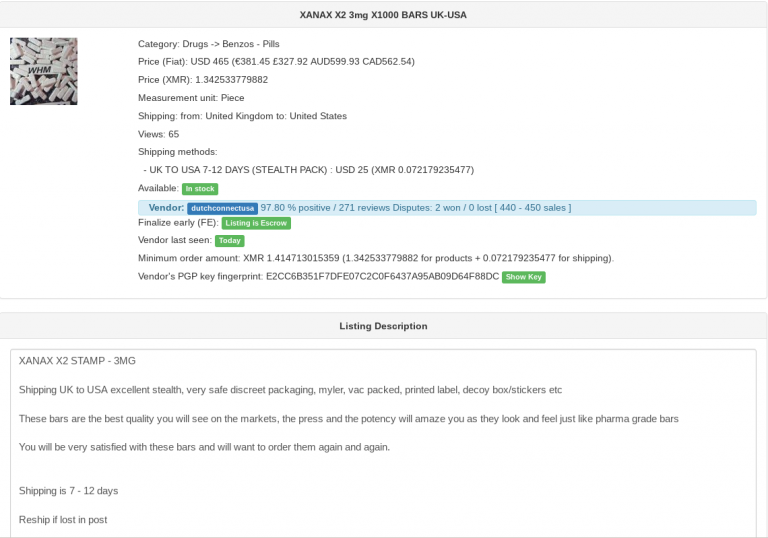 XANAX X2 3mg X1000 BARS UK-USA
WHM
Category: Drugs -> Benzos - Pills
Price (Fiat): USD 465 (€381.45 £327.92 AUD599.93 CAD562.54)
Price (XMR): 1.342533779882
Measurement unit: Piece
Shipping: from: United Kingdom to: United States
Views: 65
Shipping methods:
- UK TO USA 7-12 DAYS (STEALTH PACK) : USD 25 (XMR 0.072179235477)
Available: In stock
Vendor: dutchconnectusa 97.80 % positive / 271 reviews Disputes: 2 won / 0 lost [ 440 - 450 sales ]
Finalize early (FE): Listing is Escrow
Vendor last seen: Today
Minimum order amount: XMR 1.414713015359 (1.342533779882 for products + 0.072179235477 for shipping).
Vendor's PGP key fingerprint: E2CC6B351F7DFE07C2C0F6437A95AB09D64F88DC Show Key
Listing Description
XANAX X2 STAMP - 3MG
Shipping UK to USA excellent stealth, very safe discreet packaging, myler, vac packed, printed label, decoy box/stickers etc
These bars are the best quality you will see on the markets, the press and the potency will amaze you as they look and feel just like pharma grade bars
You will be very satisfied with these bars and will want to order them again and again.
Shipping is 7 - 12 days
Reship if lost in post